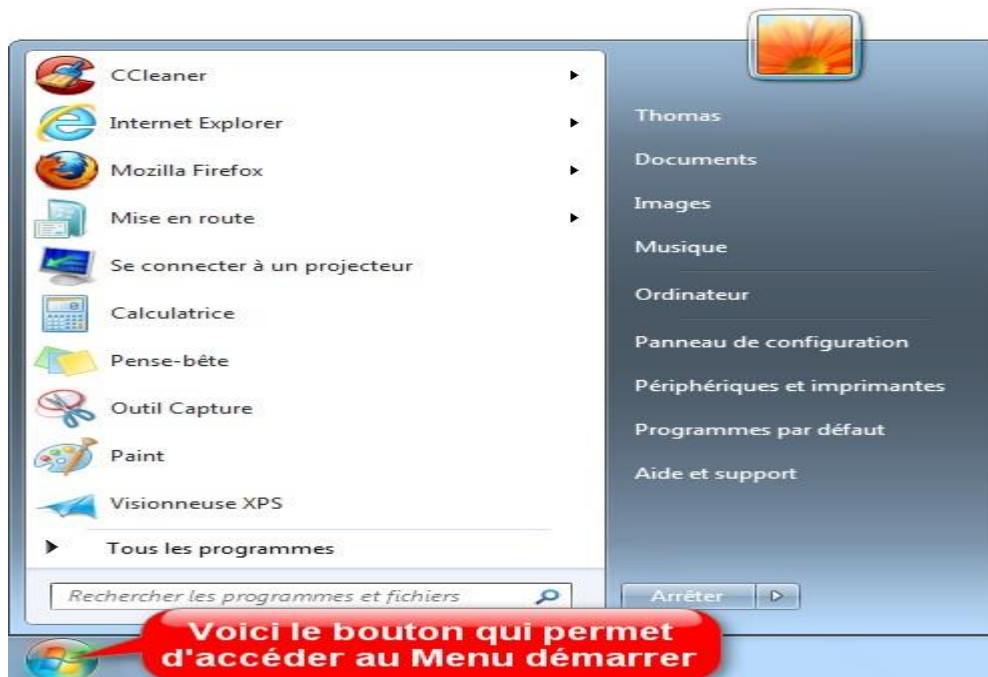 CCleaner
Internet Explorer
Mozilla Firefox
Mise en route
Se connecter à un projecteur
Calculatrice
Pense-bête
Outil Capture
Paint
Visionneuse XPS
Tous les programmes
Rechercher les programmes et fichiers
Thomas
Documents
Images
Musique
Ordinateur
Panneau de configuration
Périphériques et imprimantes
Programmes par défaut
Aide et support
Arrêter
Voici le bouton qui permet
d'accéder au Menu démarrer